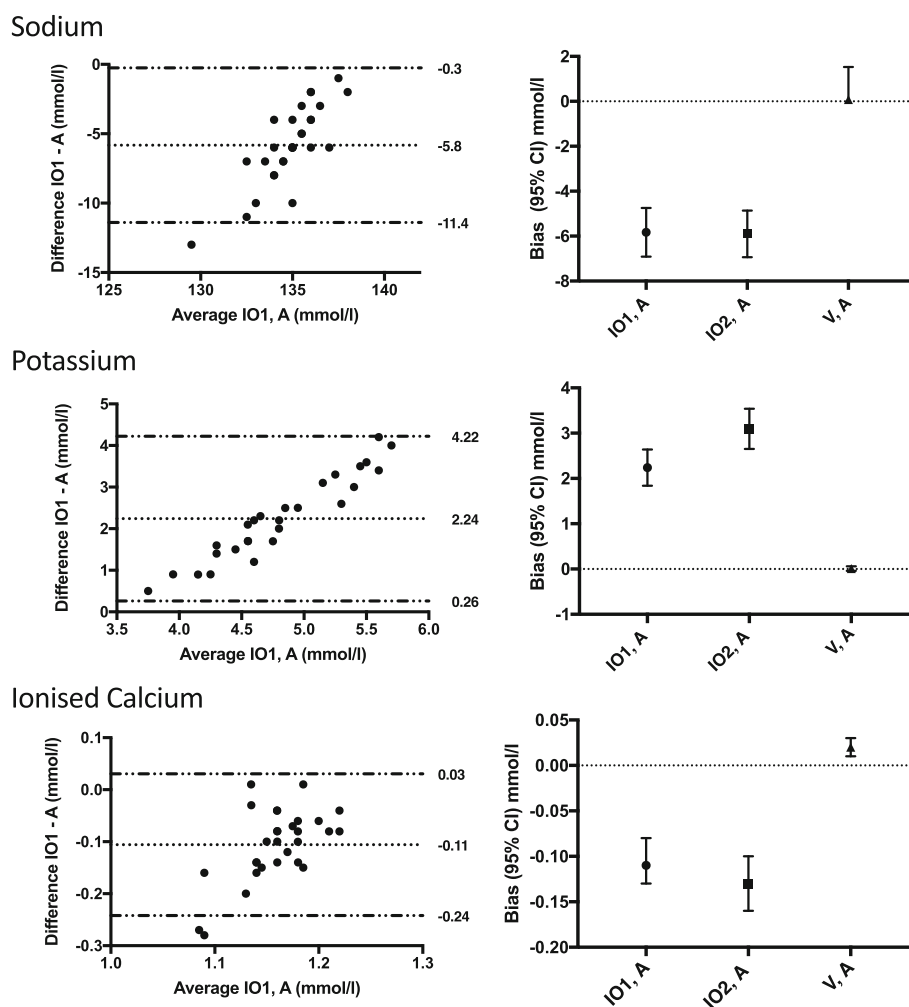 Sodium
0
-5
-10
-15
125
130
135
140
-0.3
-5.8
-11.4
Difference IO1 - A (mmol/l)
Average IO1, A (mmol/l)
2
0
-2
-4
-6
-8
Bias (95% CI) mmol/l
IO1, A
IO2, A
V, A
Potassium
5
4
3
2
1
0
3.5
4.0
4.5
5.0
5.5
6.0
4.22
2.24
0.26
Difference IO1 - A (mmol/l)
Average IO1, A (mmol/l)
4
3
2
1
0
-1
Bias (95% CI) mmol/l
IO1, A
IO2, A
V, A
Ionised Calcium
0.1
0.0
-0.1
-0.2
-0.3
1.0
1.1
1.2
1.3
0.03
-0.11
-0.24
Difference IO1 - A (mmol/l)
Average IO1, A (mmol/l)
0.05
0.00
-0.05
-0.10
-0.15
-0.20
Bias (95% CI) mmol/l
IO1, A
IO2, A
V, A